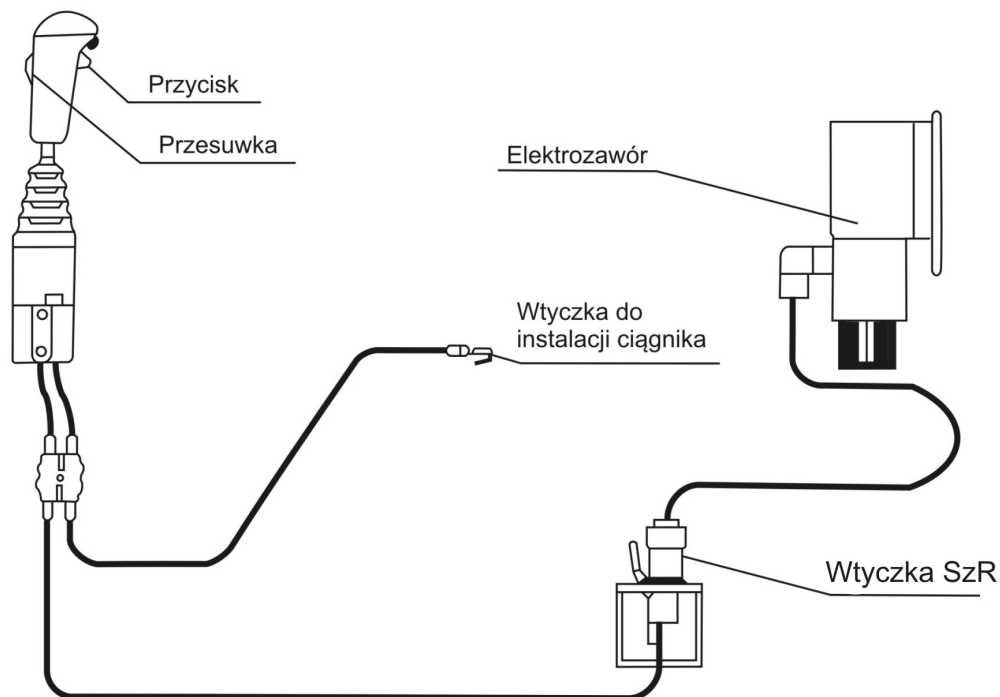 Przycisk
Przesuwka
Elektrozawór
Wtyczka do
instalacji ciągnika
Wtyczka SzR